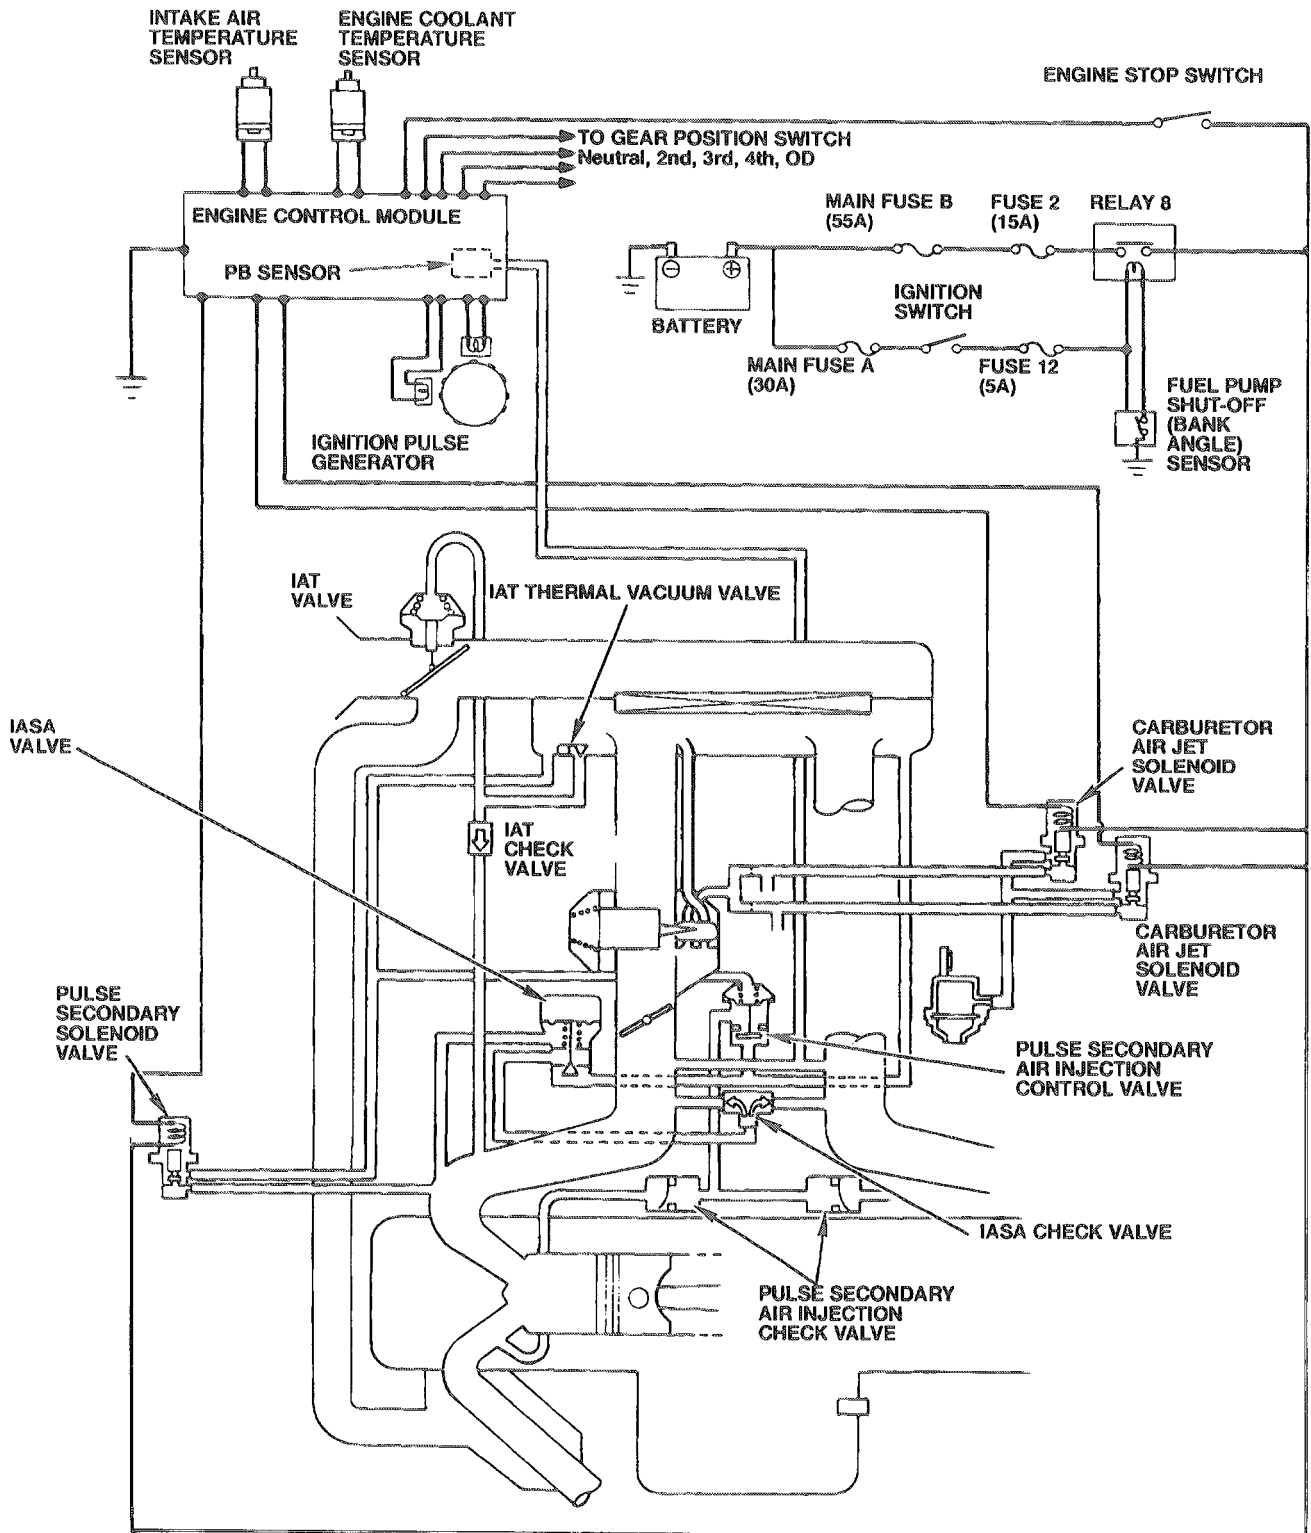 INTAKE AIR
TEMPERATURE
SENSOR
ENGINE COOLANT
TEMPERATURE
SENSOR
ENGINE STOP SWITCH
TO GEAR POSITION SWITCH
Neutral, 2nd, 3rd, 4th, OD
ENGINE CONTROL MODULE
PB SENSOR
MAIN FUSE B
(55A)
FUSE 2
(15A)
RELAY 8
BATTERY
IGNITION
SWITCH
MAIN FUSE A
(30A)
FUSE 12
(5A)
FUEL PUMP
SHUT-OFF
(BANK
ANGLE)
SENSOR
IGNITION PULSE
GENERATOR
IAT
VALVE
IAT THERMAL VACUUM VALVE
IASA
VALVE
CARBURETOR
AIR JET
SOLENOID
VALVE
IAT
CHECK
VALVE
CARBURETOR
AIR JET
SOLENOID
VALVE
PULSE
SECONDARY
SOLENOID
VALVE
PULSE SECONDARY
AIR INJECTION
CONTROL VALVE
IASA CHECK VALVE
PULSE SECONDARY
AIR INJECTION
CHECK VALVE